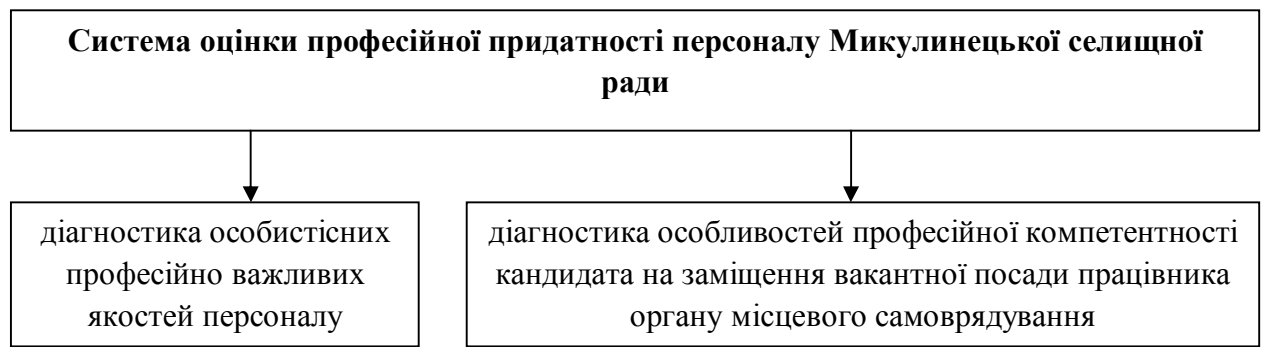 Система оцінки професійної придатності персоналу Микулинецької селищної
ради
діагностика особистісних
професійно важливих
якостей персоналу
діагностика особливостей професійної компетентності
кандидата на заміщення вакантної посади працівника
органу місцевого самоврядування